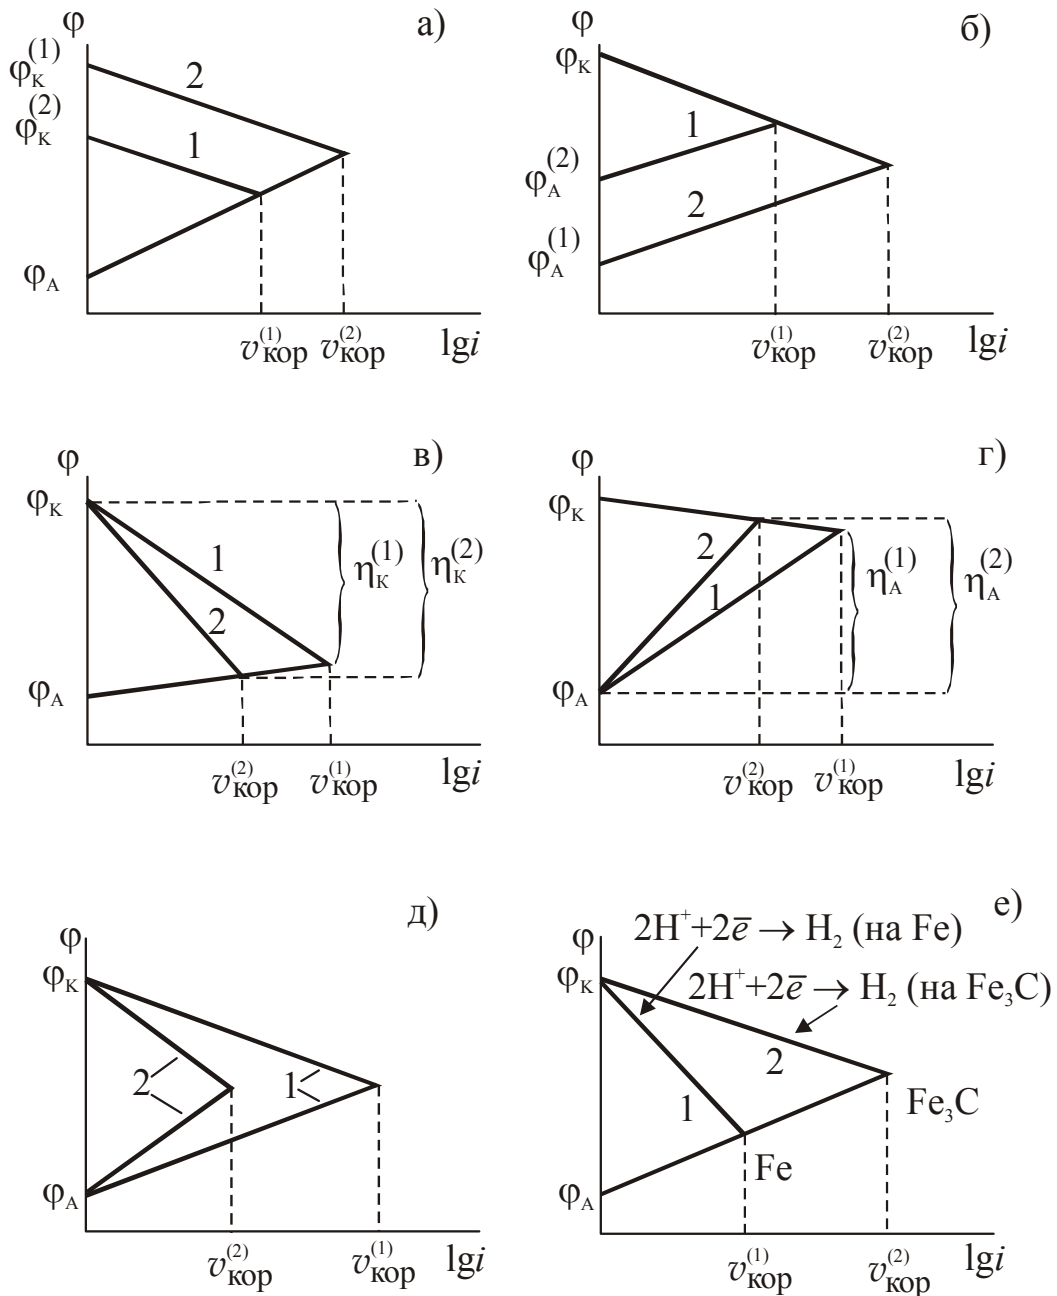 φ
а)
φ_К^(1)
2
φ_К^(2)
1
φ_А
v_кор^(1) v_кор^(2) lgi
φ
б)
φ_К
1
φ_А^(2)
2
φ_А^(1)
v_кор^(1) v_кор^(2) lgi
φ
в)
φ_К
1
η_К^(1) η_К^(2)
2
φ_А
v_кор^(2) v_кор^(1) lgi
φ
г)
φ_К
2
η_А^(1) η_А^(2)
1
φ_А
v_кор^(2) v_кор^(1) lgi
φ
д)
φ_К
2 1
φ_А
v_кор^(2) v_кор^(1) lgi
φ
е)
2H⁺+2e̅ → H₂ (на Fe)
φ_К
2H⁺+2e̅ → H₂ (на Fe₃C)
2
1
Fe₃C
Fe
φ_А
v_кор^(1) v_кор^(2) lgi